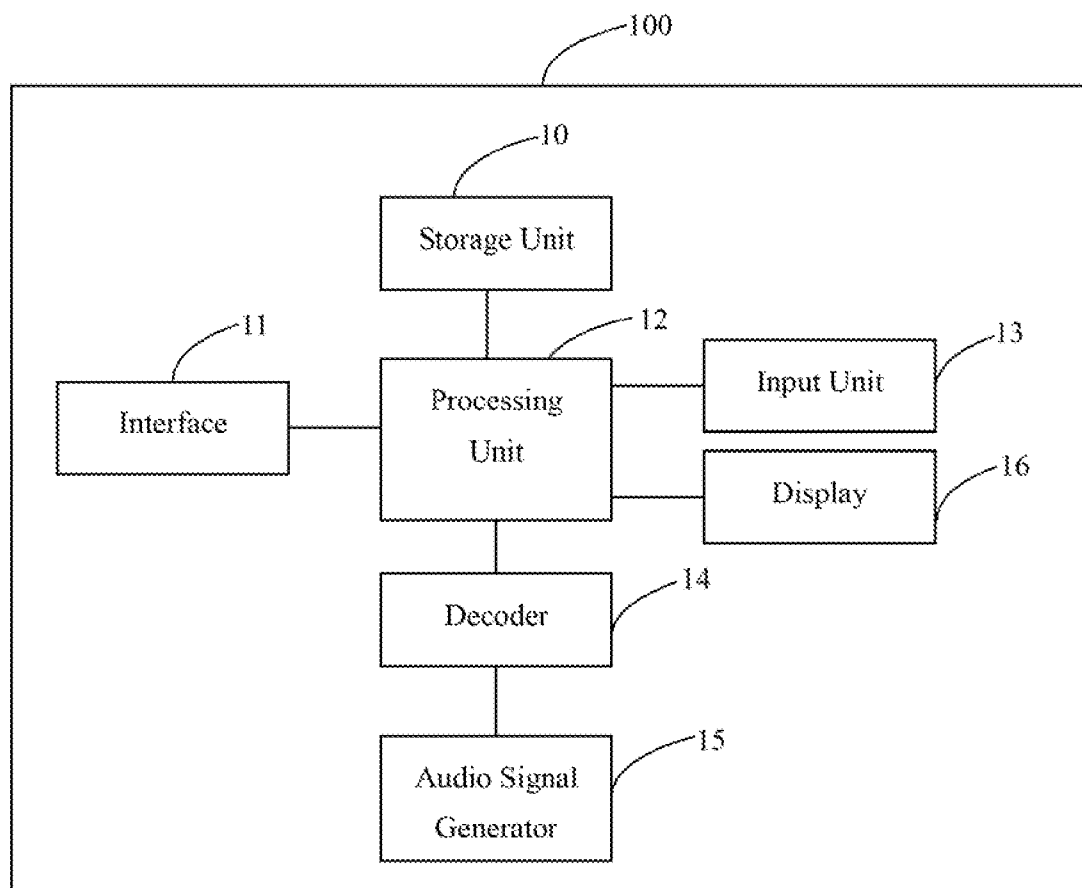 100
10
Storage Unit
11
12
13
Interface
Processing
Unit
Input Unit
16
Display
14
Decoder
15
Audio Signal
Generator